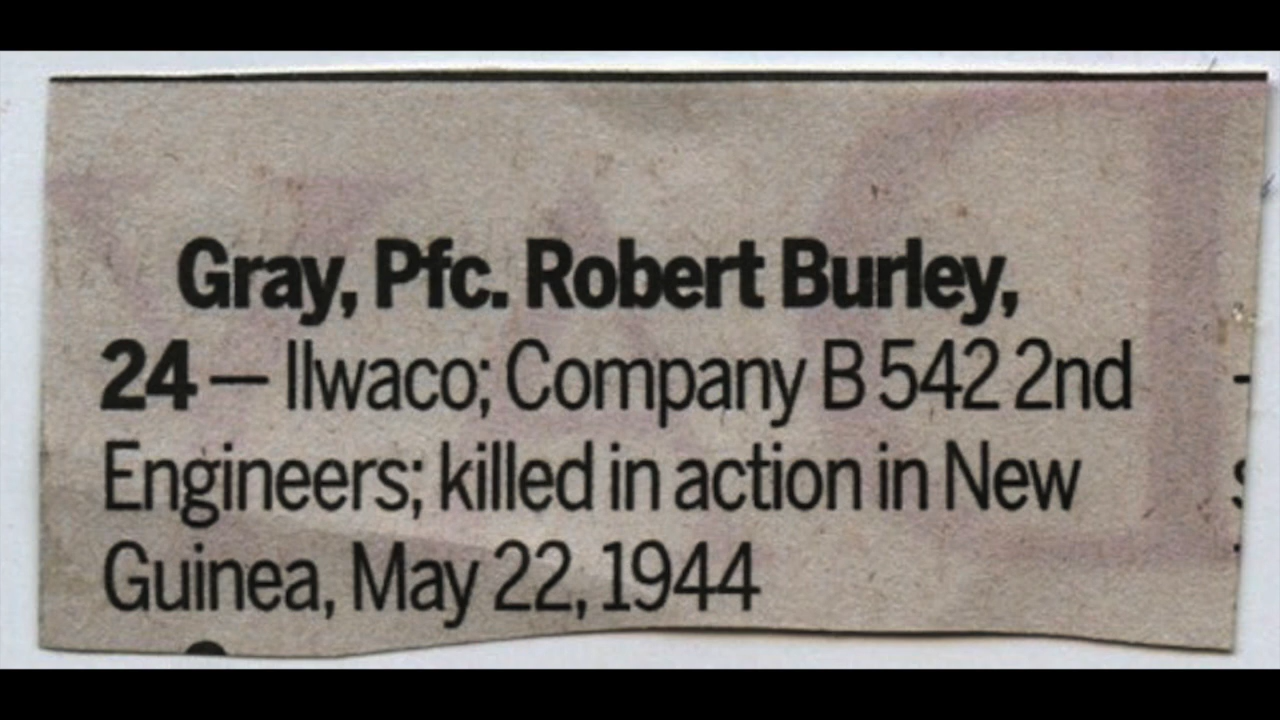 Gray, Pfc. Robert Burley,
24 — Ilwaco; Company B 542 2nd
Engineers; killed in action in New
Guinea, May 22, 1944